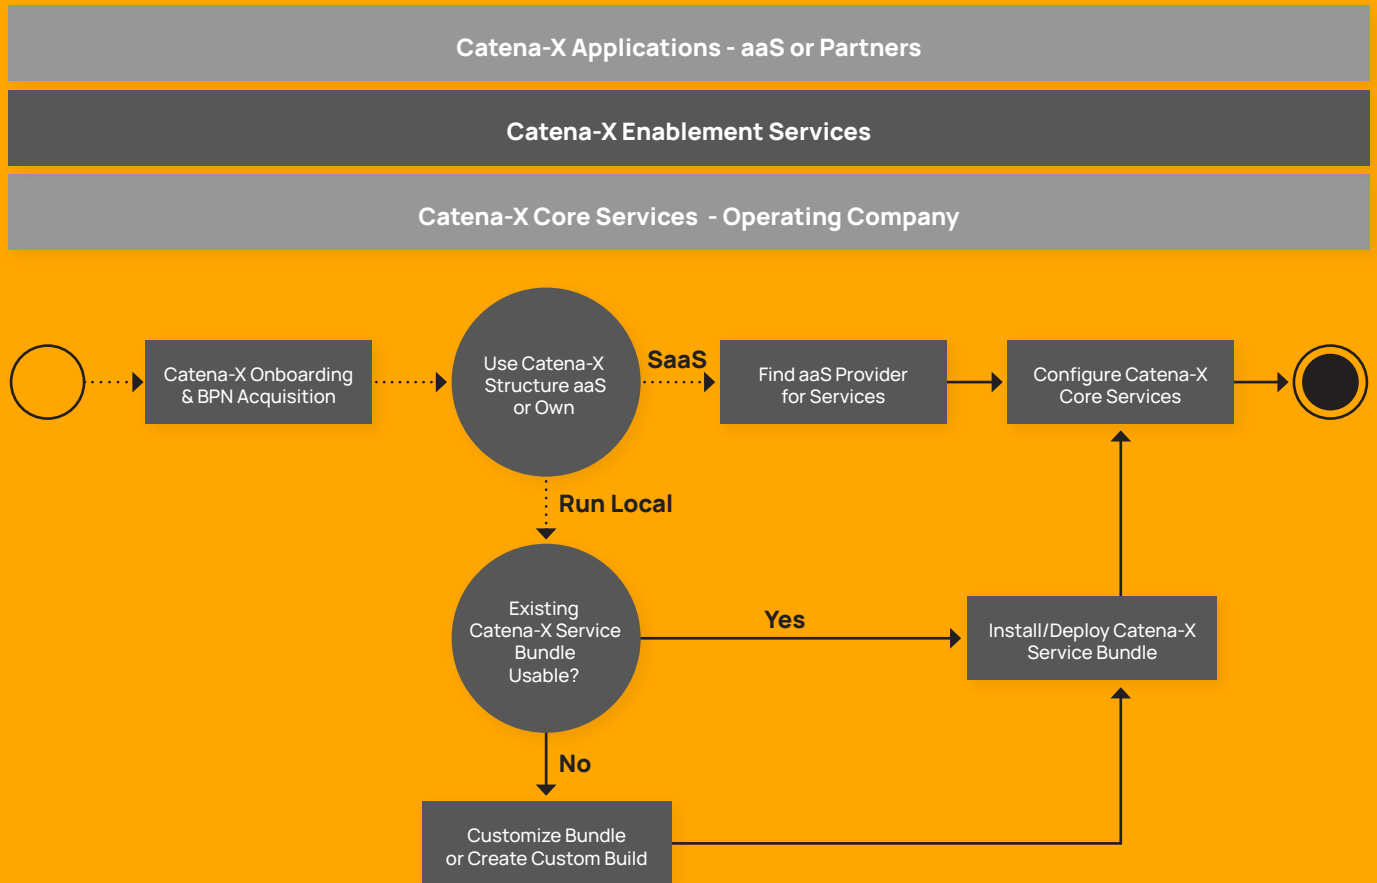 Catena-X Applications - aaS or Partners
Catena-X Enablement Services
Catena-X Core Services - Operating Company
Catena-X Onboarding
& BPN Acquisition
Use Catena-X
Structure aaS
or Own
SaaS
Find aaS Provider
for Services
Configure Catena-X
Core Services
Run Local
Existing
Catena-X Service
Bundle
Usable?
Yes
Install/Deploy Catena-X
Service Bundle
No
Customize Bundle
or Create Custom Build